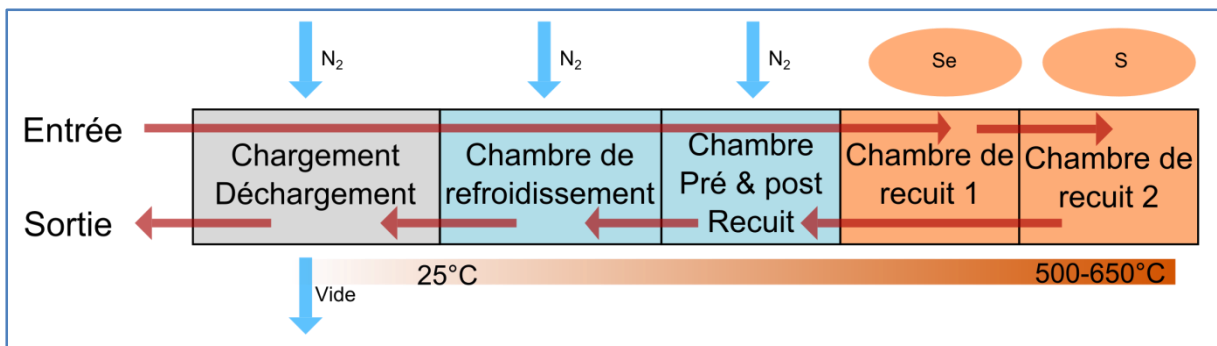 N₂
N₂
N₂
Se
S
Entrée
Sortie
Chargement
Déchargement
Chambre de
refroidissement
Chambre
Pré & post
Recuit
Chambre de
recuit 1
Chambre de
recuit 2
25°C
500-650°C
Vide